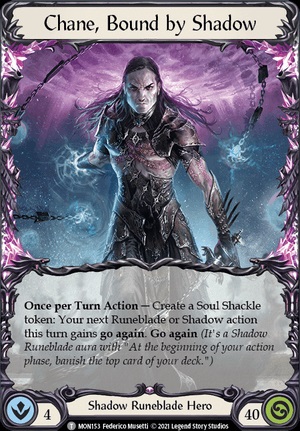 Chane, Bound by Shadow
Once per Turn Action — Create a Soul Shackle
token: Your next Runeblade or Shadow action
this turn gains go again. Go again (It's a Shadow
Runeblade aura with "At the beginning of your action
phase, banish the top card of your deck.")
4
Shadow Runeblade Hero
40
T MON153 Federico Musetti © 2021 Legend Story Studios